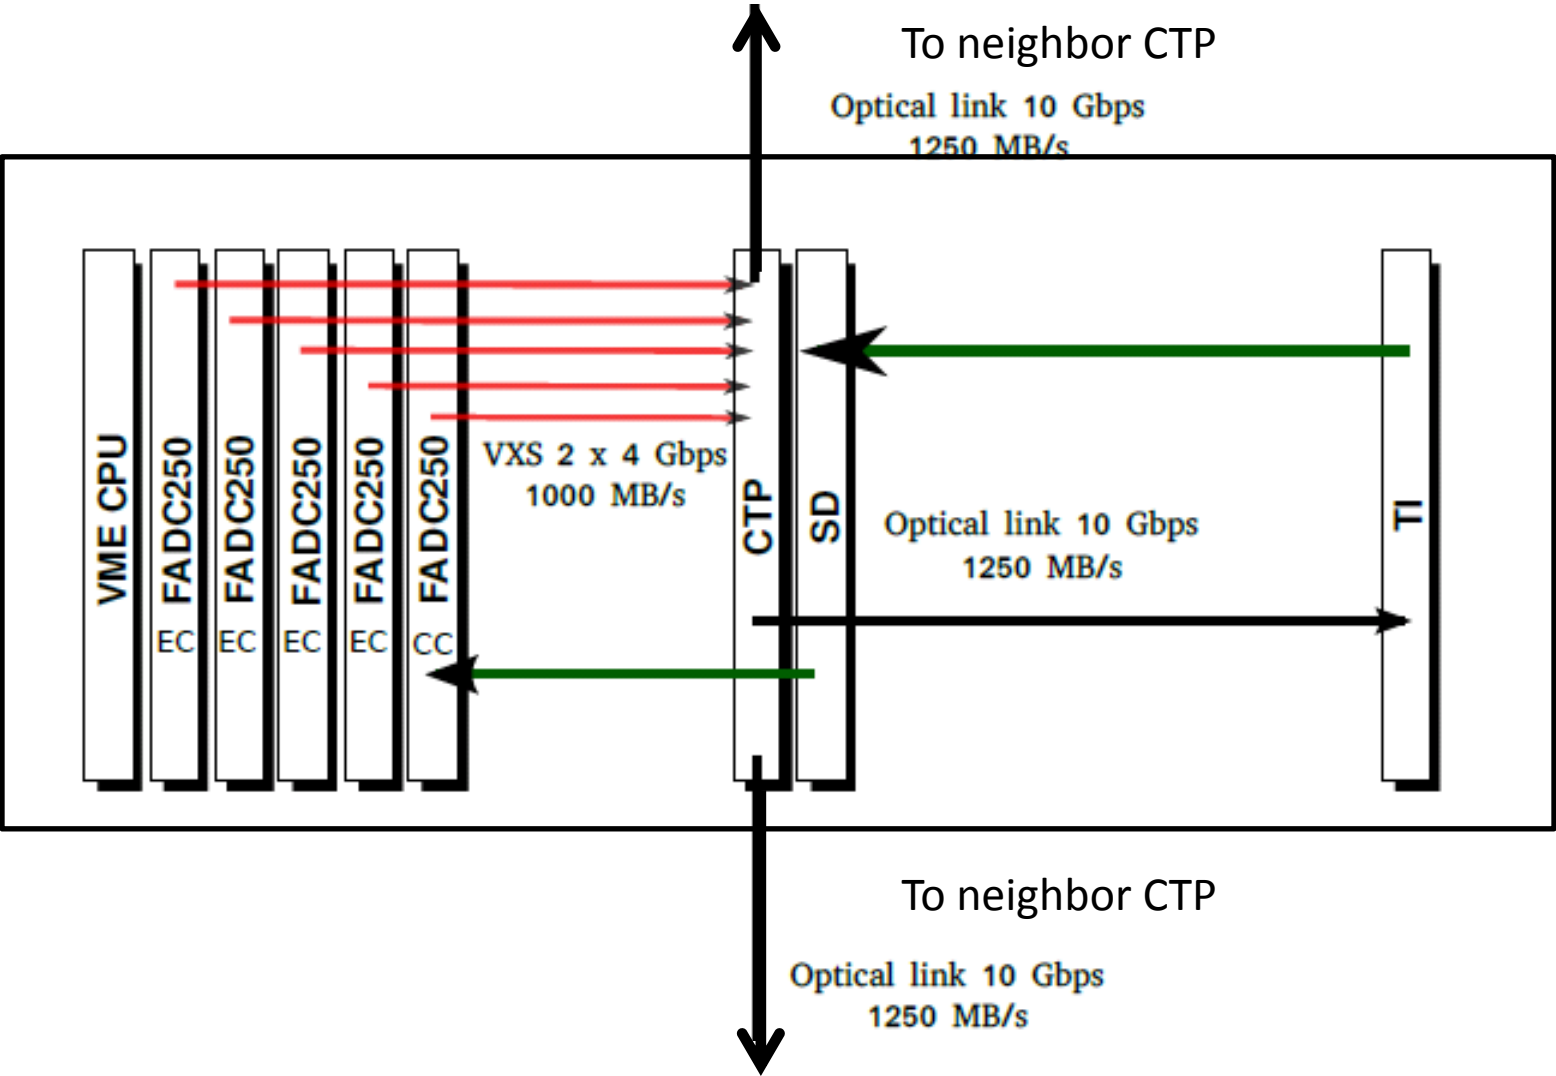 To neighbor CTP
Optical link 10 Gbps
1250 MB/s
VME CPU
FADC250
FADC250
FADC250
FADC250
FADC250
EC
EC
EC
EC
CC
VXS 2 x 4 Gbps
1000 MB/s
CTP
SD
Optical link 10 Gbps
1250 MB/s
TI
To neighbor CTP
Optical link 10 Gbps
1250 MB/s